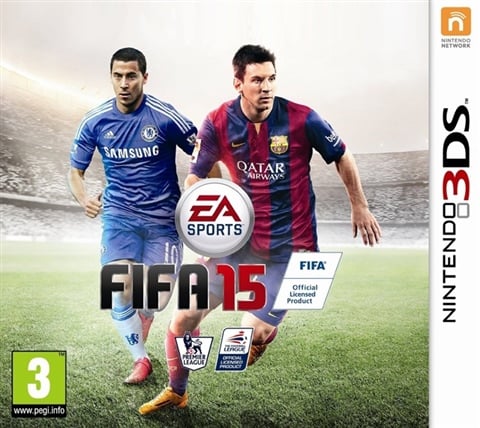 NINTENDO
NETWORK
NINTENDO 3DS
SAMSUNG
QATAR
AIRWAYS
EA
SPORTS
FIFA 15
FIFA®
Official
Licensed
Product
PREMIER
LEAGUE
OFFICIAL
LICENSED PRODUCT
3
www.pegi.info